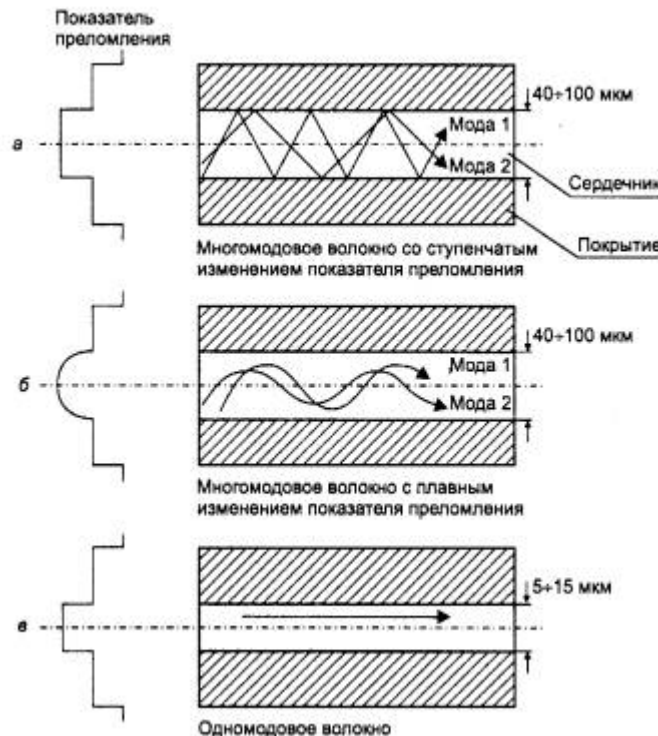 Показатель
преломления
а
40÷100 мкм
Мода 1
Мода 2
Сердечник
Покрытие
Многомодовое волокно со ступенчатым
изменением показателя преломления
б
40÷100 мкм
Мода 1
Мода 2
Многомодовое волокно с плавным
изменением показателя преломления
в
5÷15 мкм
Одномодовое волокно